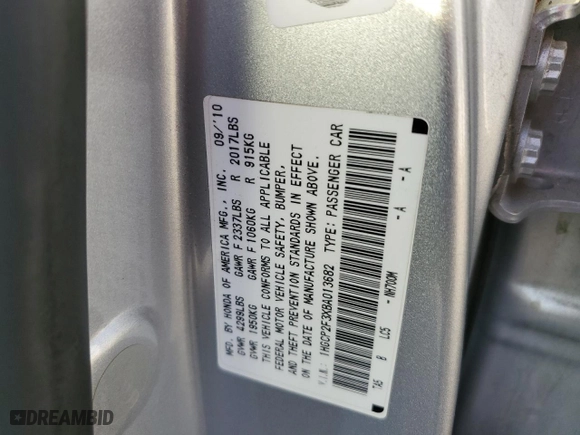 MFD. BY HONDA OF AMERICA MFG., INC. 09/'10
GVWR 4299LBS GAWR F 2337LBS R 2017LBS
GVWR 1950KG GAWR F 1060KG R 915KG
THIS VEHICLE CONFORMS TO ALL APPLICABLE
FEDERAL MOTOR VEHICLE SAFETY, BUMPER,
AND THEFT PREVENTION STANDARDS IN EFFECT
ON THE DATE OF MANUFACTURE SHOWN ABOVE.
V.I.N. 1HGCP2F3XBA013682 TYPE: PASSENGER CAR
TA5 B LC5 - NH700M - A - A
DREAMBID